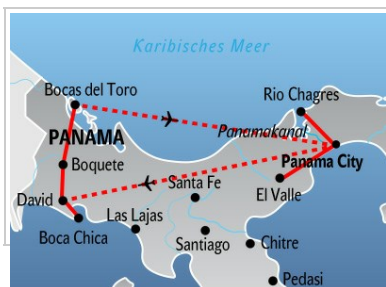 Karibisches Meer
Bocas del Toro
Rio Chagres
PANAMA
Panamakanal
Boquete
Panama City
Santa Fe
El Valle
David
Las Lajas
Boca Chica
Santiago
Chitre
Pedasi